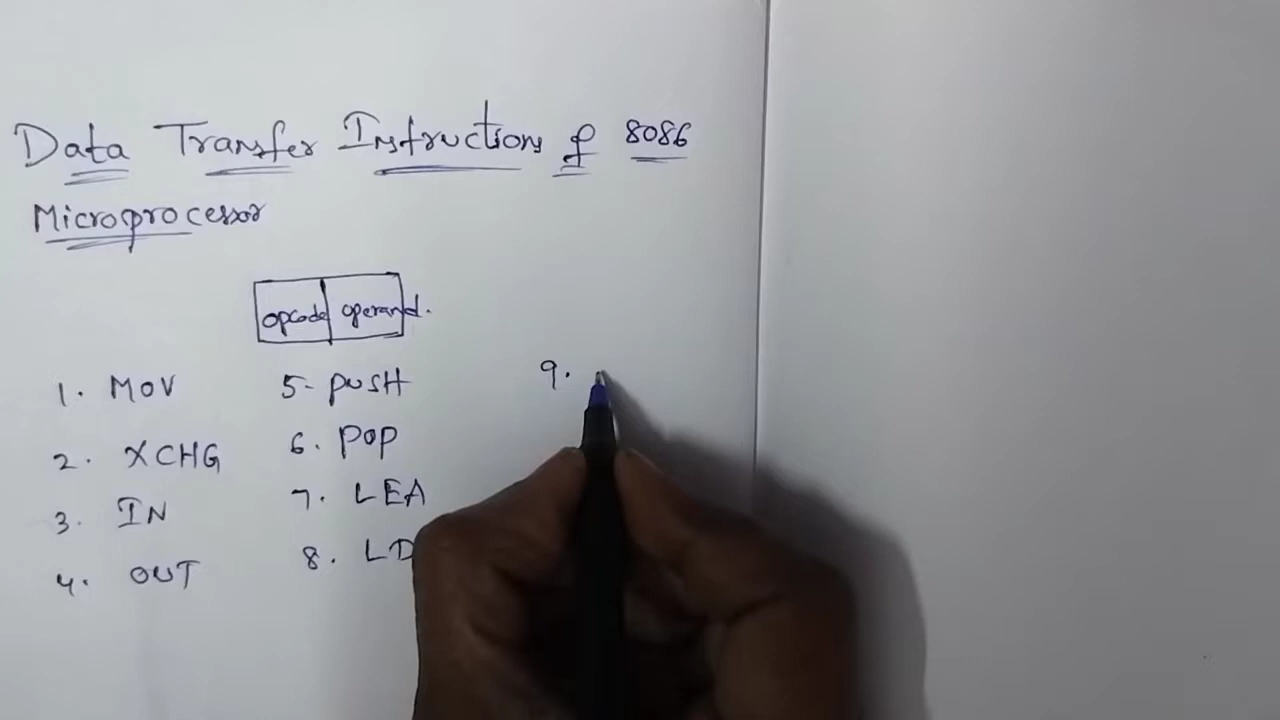 Data Transfer Instructions of 8086
Microprocessor
opcode operand.
1. MOV
2. XCHG
3. IN
4. OUT
5- PUSH
6. POP
7. LEA
8. LD
9.